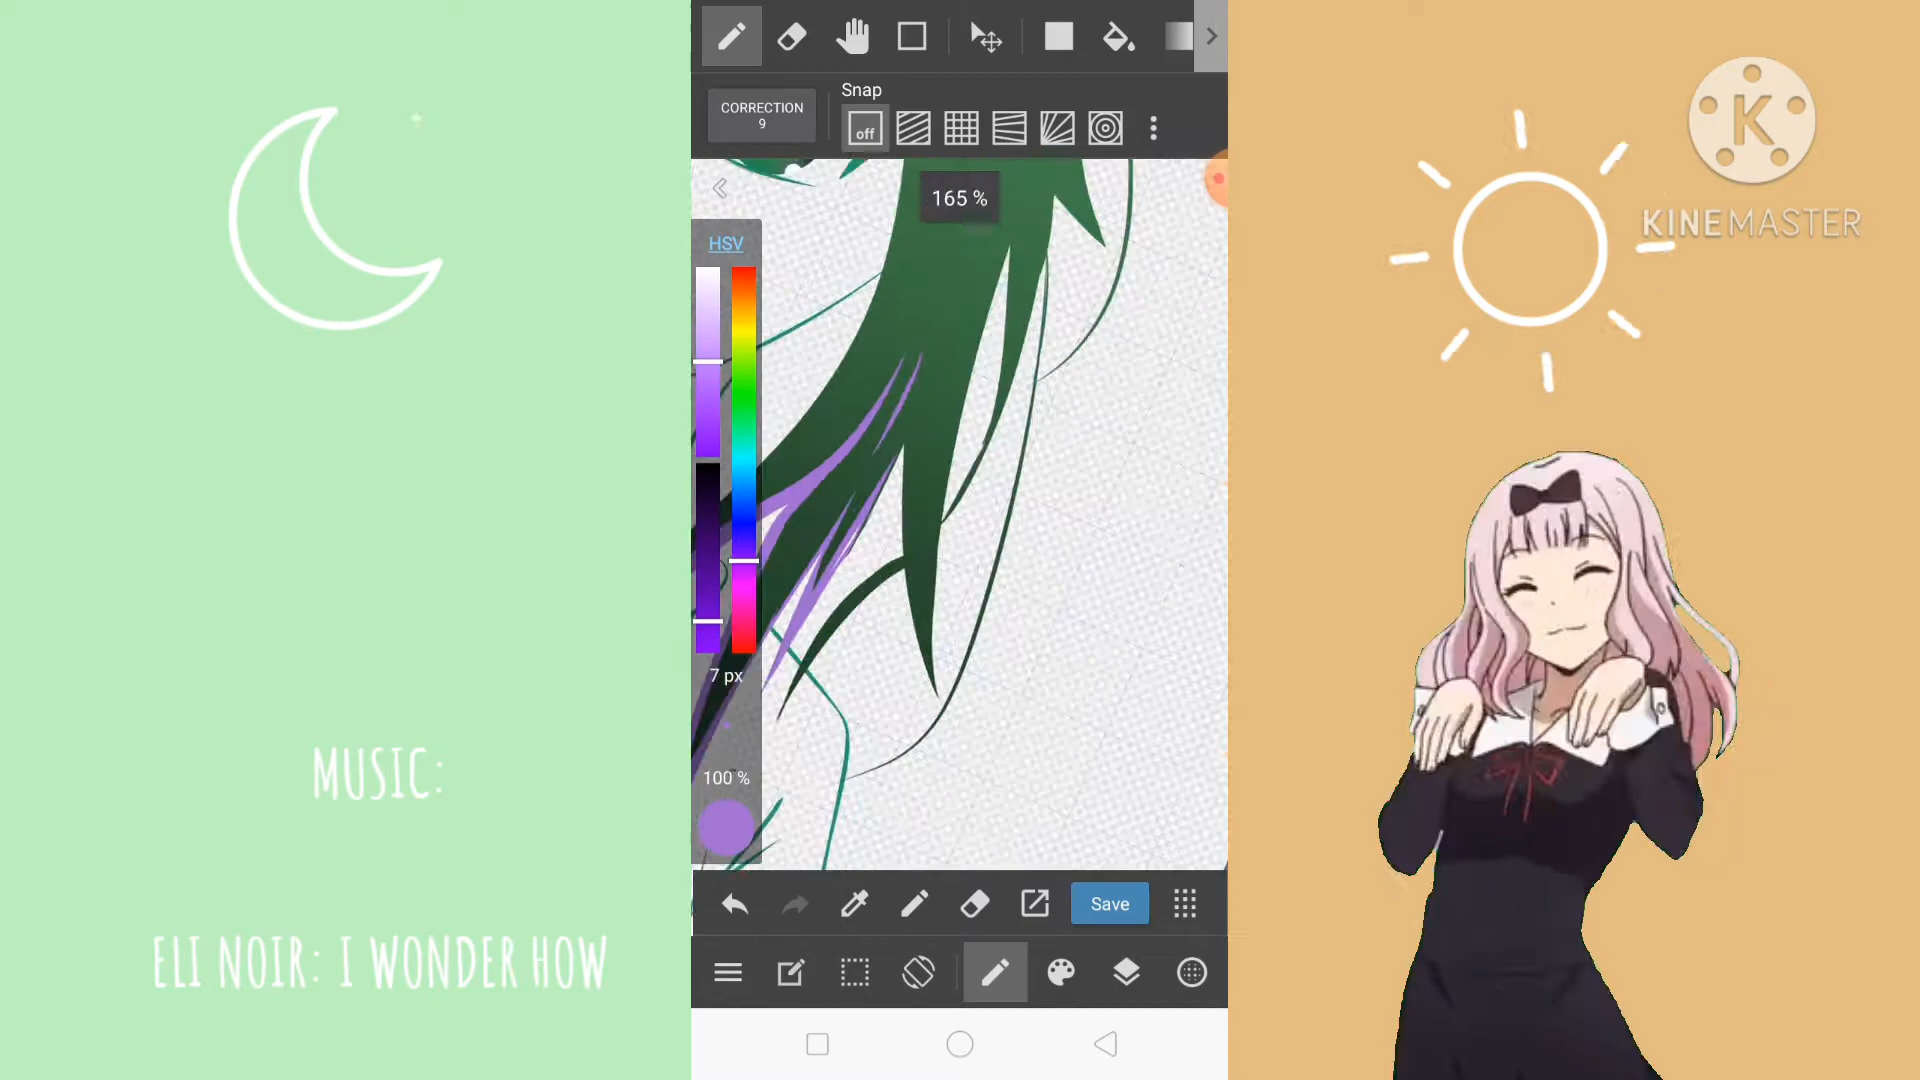 CORRECTION
9
Snap
off
165 %
HSV
7 px
100 %
Save
MUSIC:
ELI NOIR: I WONDER HOW
K
KINEMASTER